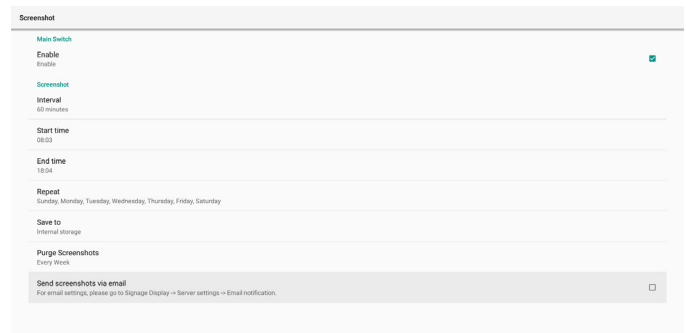 Screenshot
Main Switch
Enable
Enable
Screenshot
Interval
60 minutes
Start time
08:03
End time
18:04
Repeat
Sunday, Monday, Tuesday, Wednesday, Thursday, Friday, Saturday
Save to
Internal storage
Purge Screenshots
Every Week
Send screenshots via email
For email settings, please go to Signage Display -> Server settings -> Email notification.